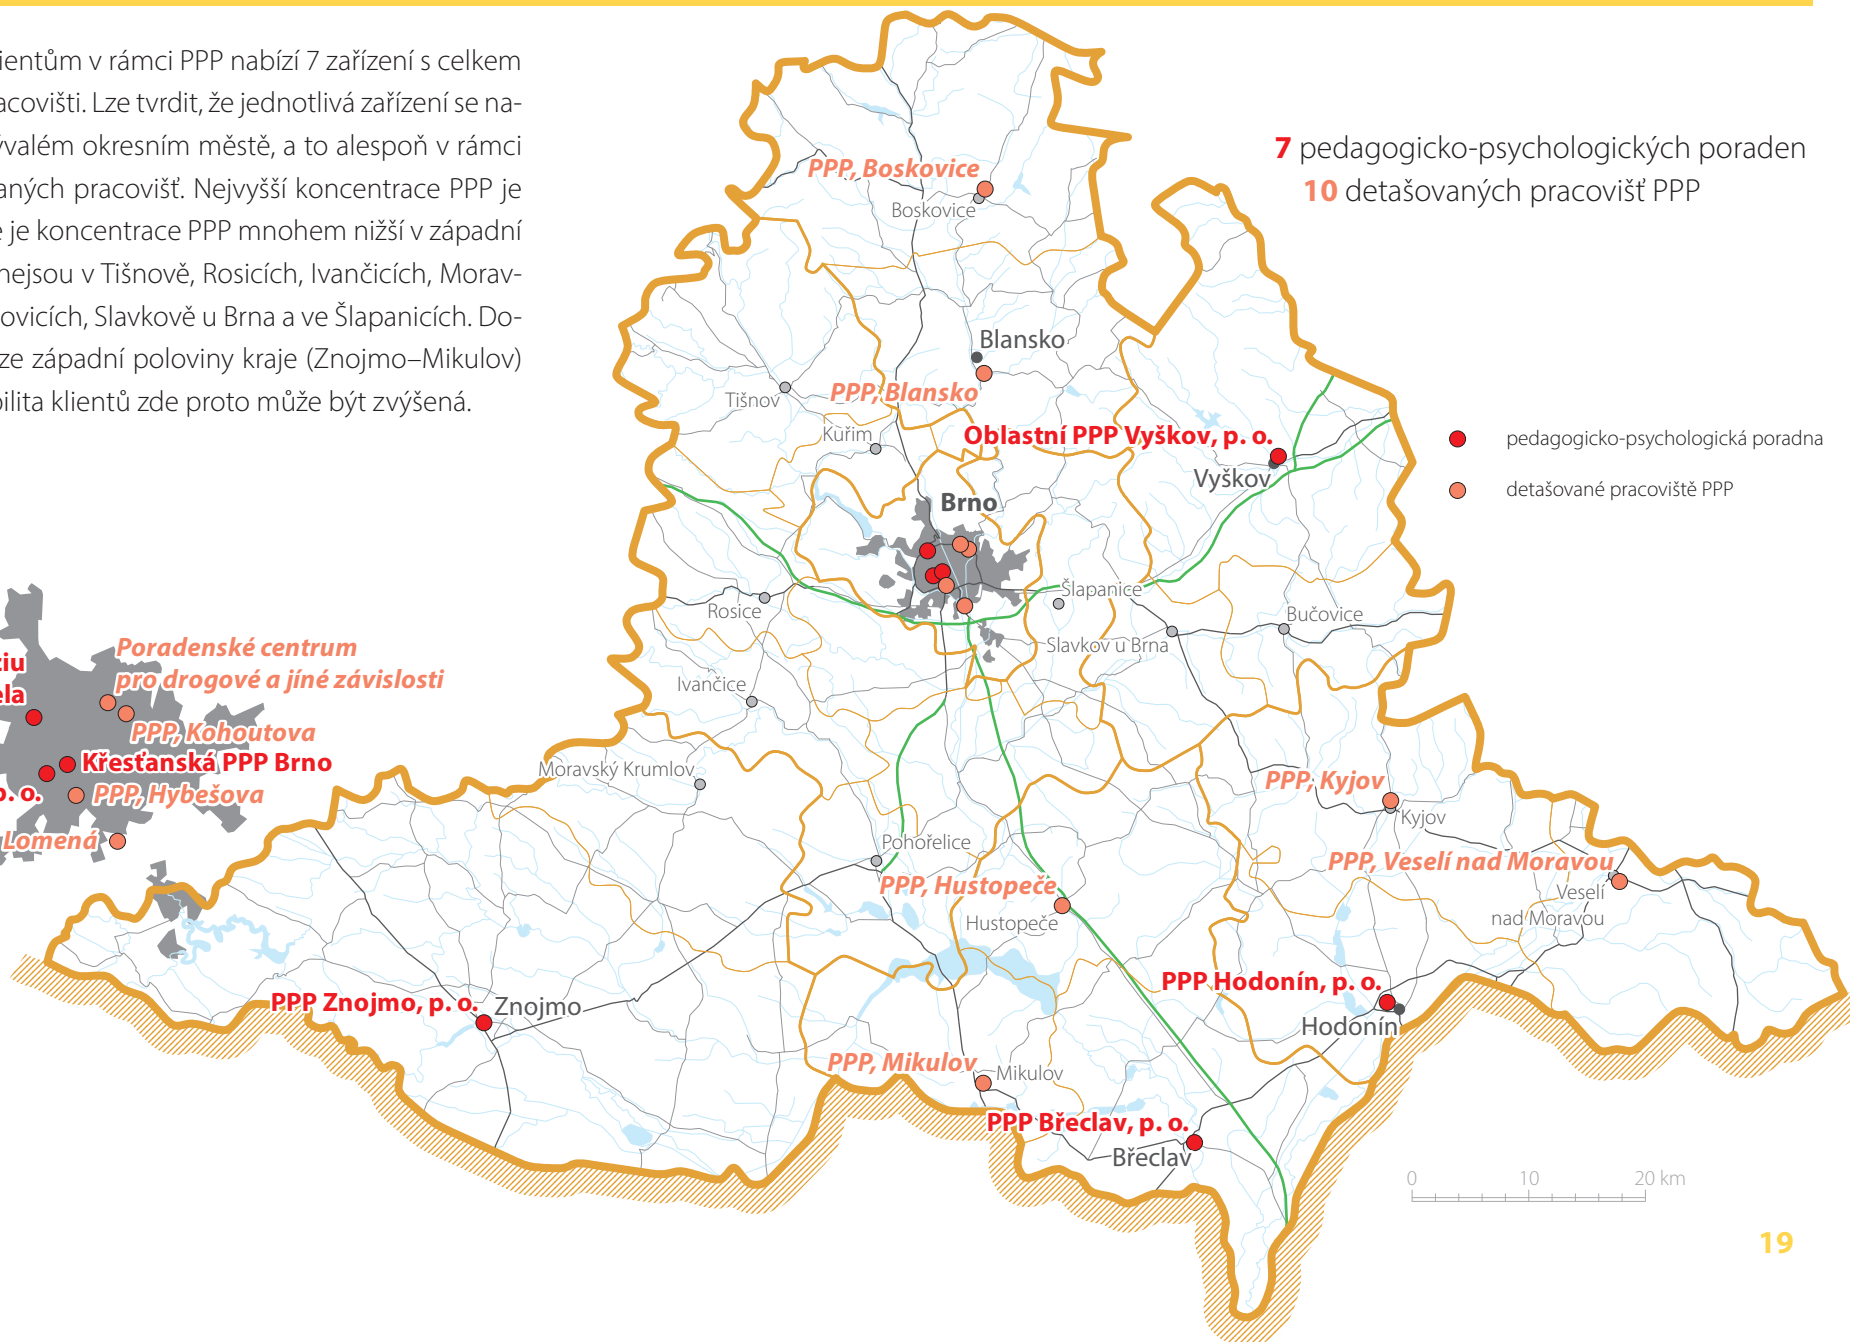 ientům v rámci PPP nabízí 7 zařízení s celkem
acovišti. Lze tvrdit, že jednotlivá zařízení se na-
ývalém okresním městě, a to alespoň v rámci
aných pracovišť. Nejvyšší koncentrace PPP je
e je koncentrace PPP mnohem nižší v západní
nejsou v Tišnově, Rosicích, Ivančicích, Morav-
ovicích, Slavkově u Brna a ve Šlapanicích. Do-
ze západní poloviny kraje (Znojmo–Mikulov)
bilita klientů zde proto může být zvýšená.
7 pedagogicko-psychologických poraden
10 detašovaných pracovišť PPP
PPP, Boskovice
Boskovice
Blansko
PPP, Blansko
Tišnov
Kuřim
Oblastní PPP Vyškov, p. o.
Vyškov
pedagogicko-psychologická poradna
detašované pracoviště PPP
Brno
Šlapanice
Rosice
Bučovice
Slavkov u Brna
Ivančice
Poradenské centrum
pro drogové a jíné závislosti
ziu
ela
PPP, Kohoutova
Křesťanská PPP Brno
p. o.
PPP, Hybešova
Lomená
Moravský Krumlov
PPP, Kyjov
Kyjov
Pohořelice
PPP, Hustopeče
Hustopeče
PPP, Veselí nad Moravou
Veselí
nad Moravou
PPP Znojmo, p. o.
Znojmo
PPP Hodonín, p. o.
Hodonín
PPP, Mikulov
Mikulov
PPP Břeclav, p. o.
Břeclav
0 10 20 km
19